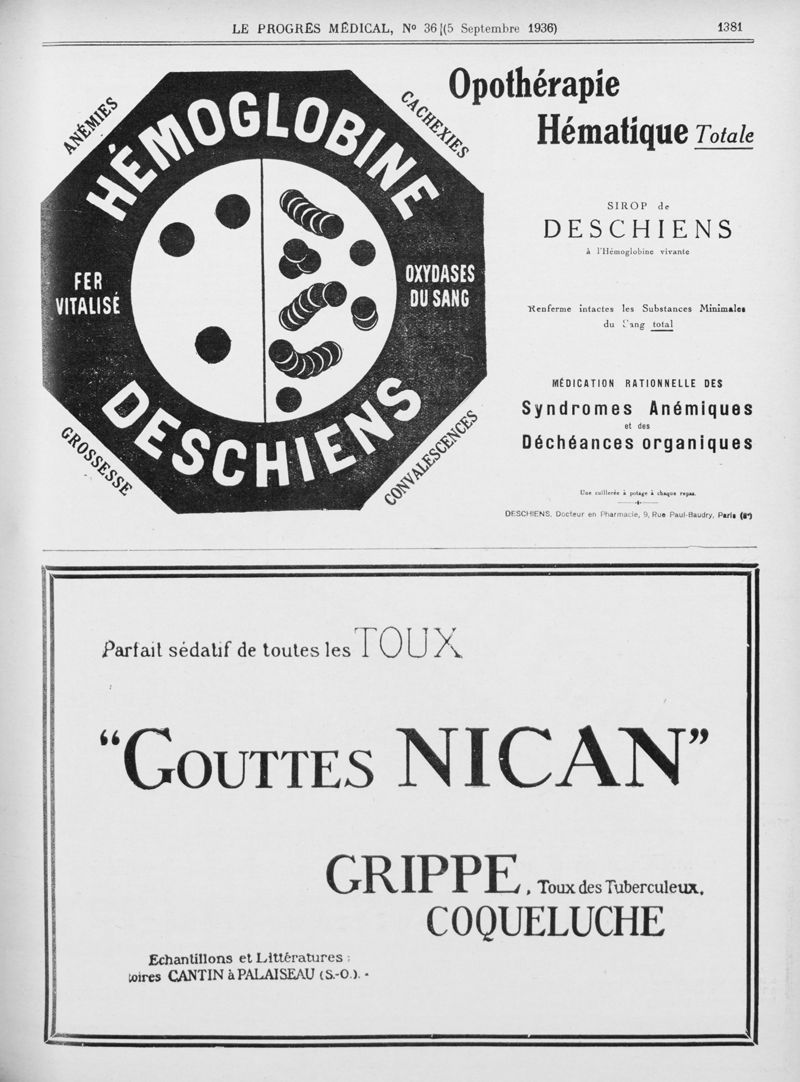 LE PROGRÈS MÉDICAL, Nº 36 (5 Septembre 1936)
1381
ANÉMIES
CACHEXIES
HÉMOGLOBINE
FER
VITALISÉ
OXYDASES
DU SANG
DESCHIENS
GROSSESSE
CONVALESCENCES
Opothérapie
Hématique Totale
SIROP de
DESCHIENS
à l'Hémoglobine vivante
Renferme intactes les Substances Minimales
du Sang total
MÉDICATION RATIONNELLE DES
Syndromes Anémiques
et des
Déchéances organiques
Une cuillerée à potage à chaque repas.
DESCHIENS, Docteur en Pharmacie, 9, Rue Paul-Baudry, Paris (8e)
Parfait sédatif de toutes les TOUX
"GOUTTES NICAN"
GRIPPE, Toux des Tuberculeux,
COQUELUCHE
Echantillons et Littératures :
toires CANTIN à PALAISEAU (S.-O.). -